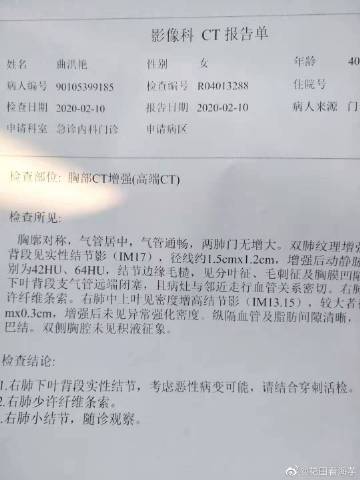 影像科 CT 报告单
姓名 曲洪艳 性别 女 年龄 40
病人编号 90105399185 检查编号 R04013288 住院号
检查日期 2020-02-10 报告日期 2020-02-10 病人来源 门
申请科室 急诊内科门诊 申请病区
检查部位: 胸部CT增强(高端CT)
检查所见:
胸廓对称，气管居中，气管通畅，两肺门无增大。双肺纹理增强
背段见实性结节影(IM17)，径线约1.5cmx1.2cm，增强后动静脉
别为42HU、64HU，结节边缘毛糙，见分叶征、毛刺征及胸膜凹陷
下叶背段支气管远端闭塞，且病灶与邻近走行血管关系密切。右肺
许纤维条索。右肺中上叶见密度增高结节影(IM13.15)，较大者
mx0.3cm，增强后未见异常强化密度。纵隔血管及脂肪间隙清晰，
巴结。双侧胸腔未见积液征象。
检查结论:
1.右肺下叶背段实性结节，考虑恶性病变可能，请结合穿刺活检。
2.右肺少许纤维条索。
3.右肺小结节，随诊观察。